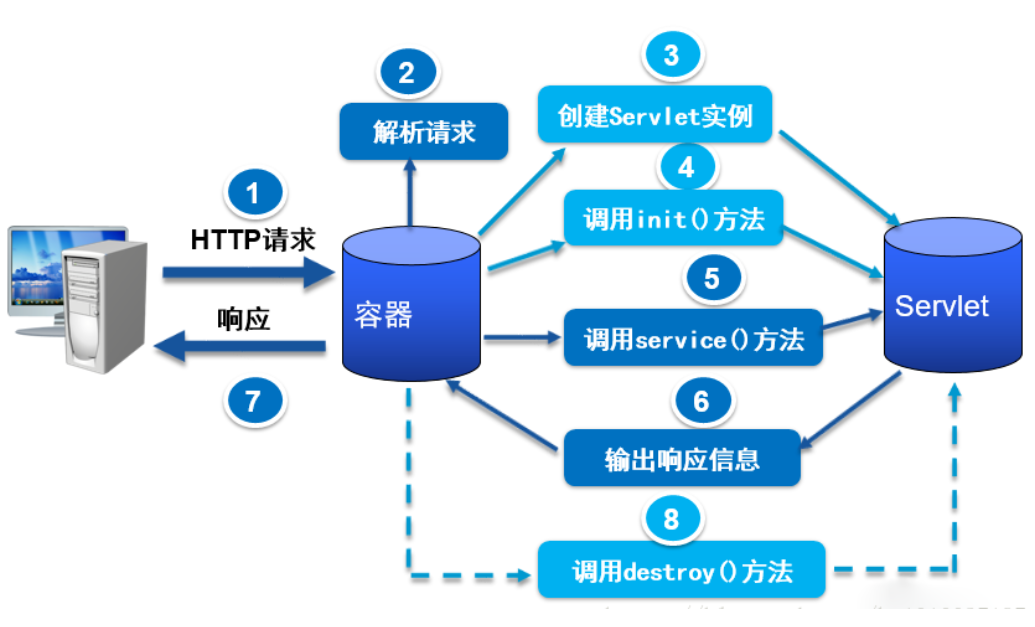 1
HTTP请求
2
解析请求
3
创建Servlet实例
4
调用init()方法
容器
5
调用service()方法
Servlet
6
输出响应信息
响应
7
8
调用destroy()方法